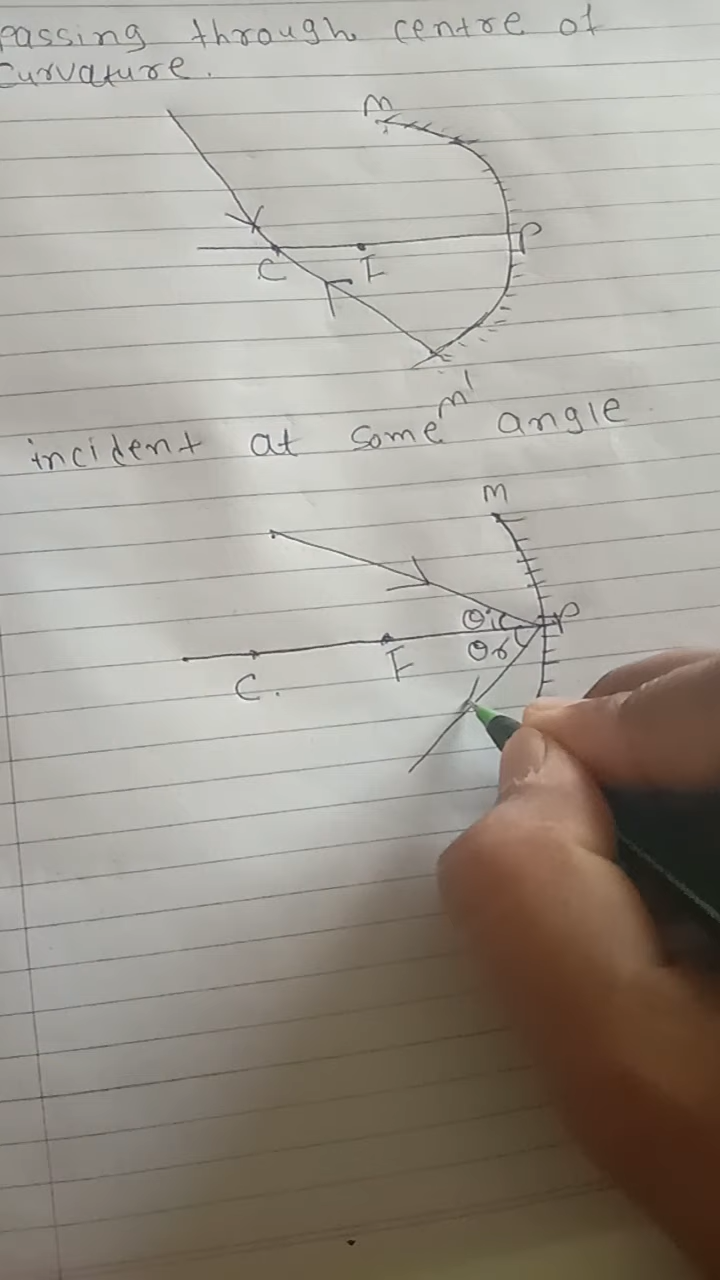 passing through centre of
curvature.
M
P
C F
M'
incident at some angle
M
θi P
θr
F
C.